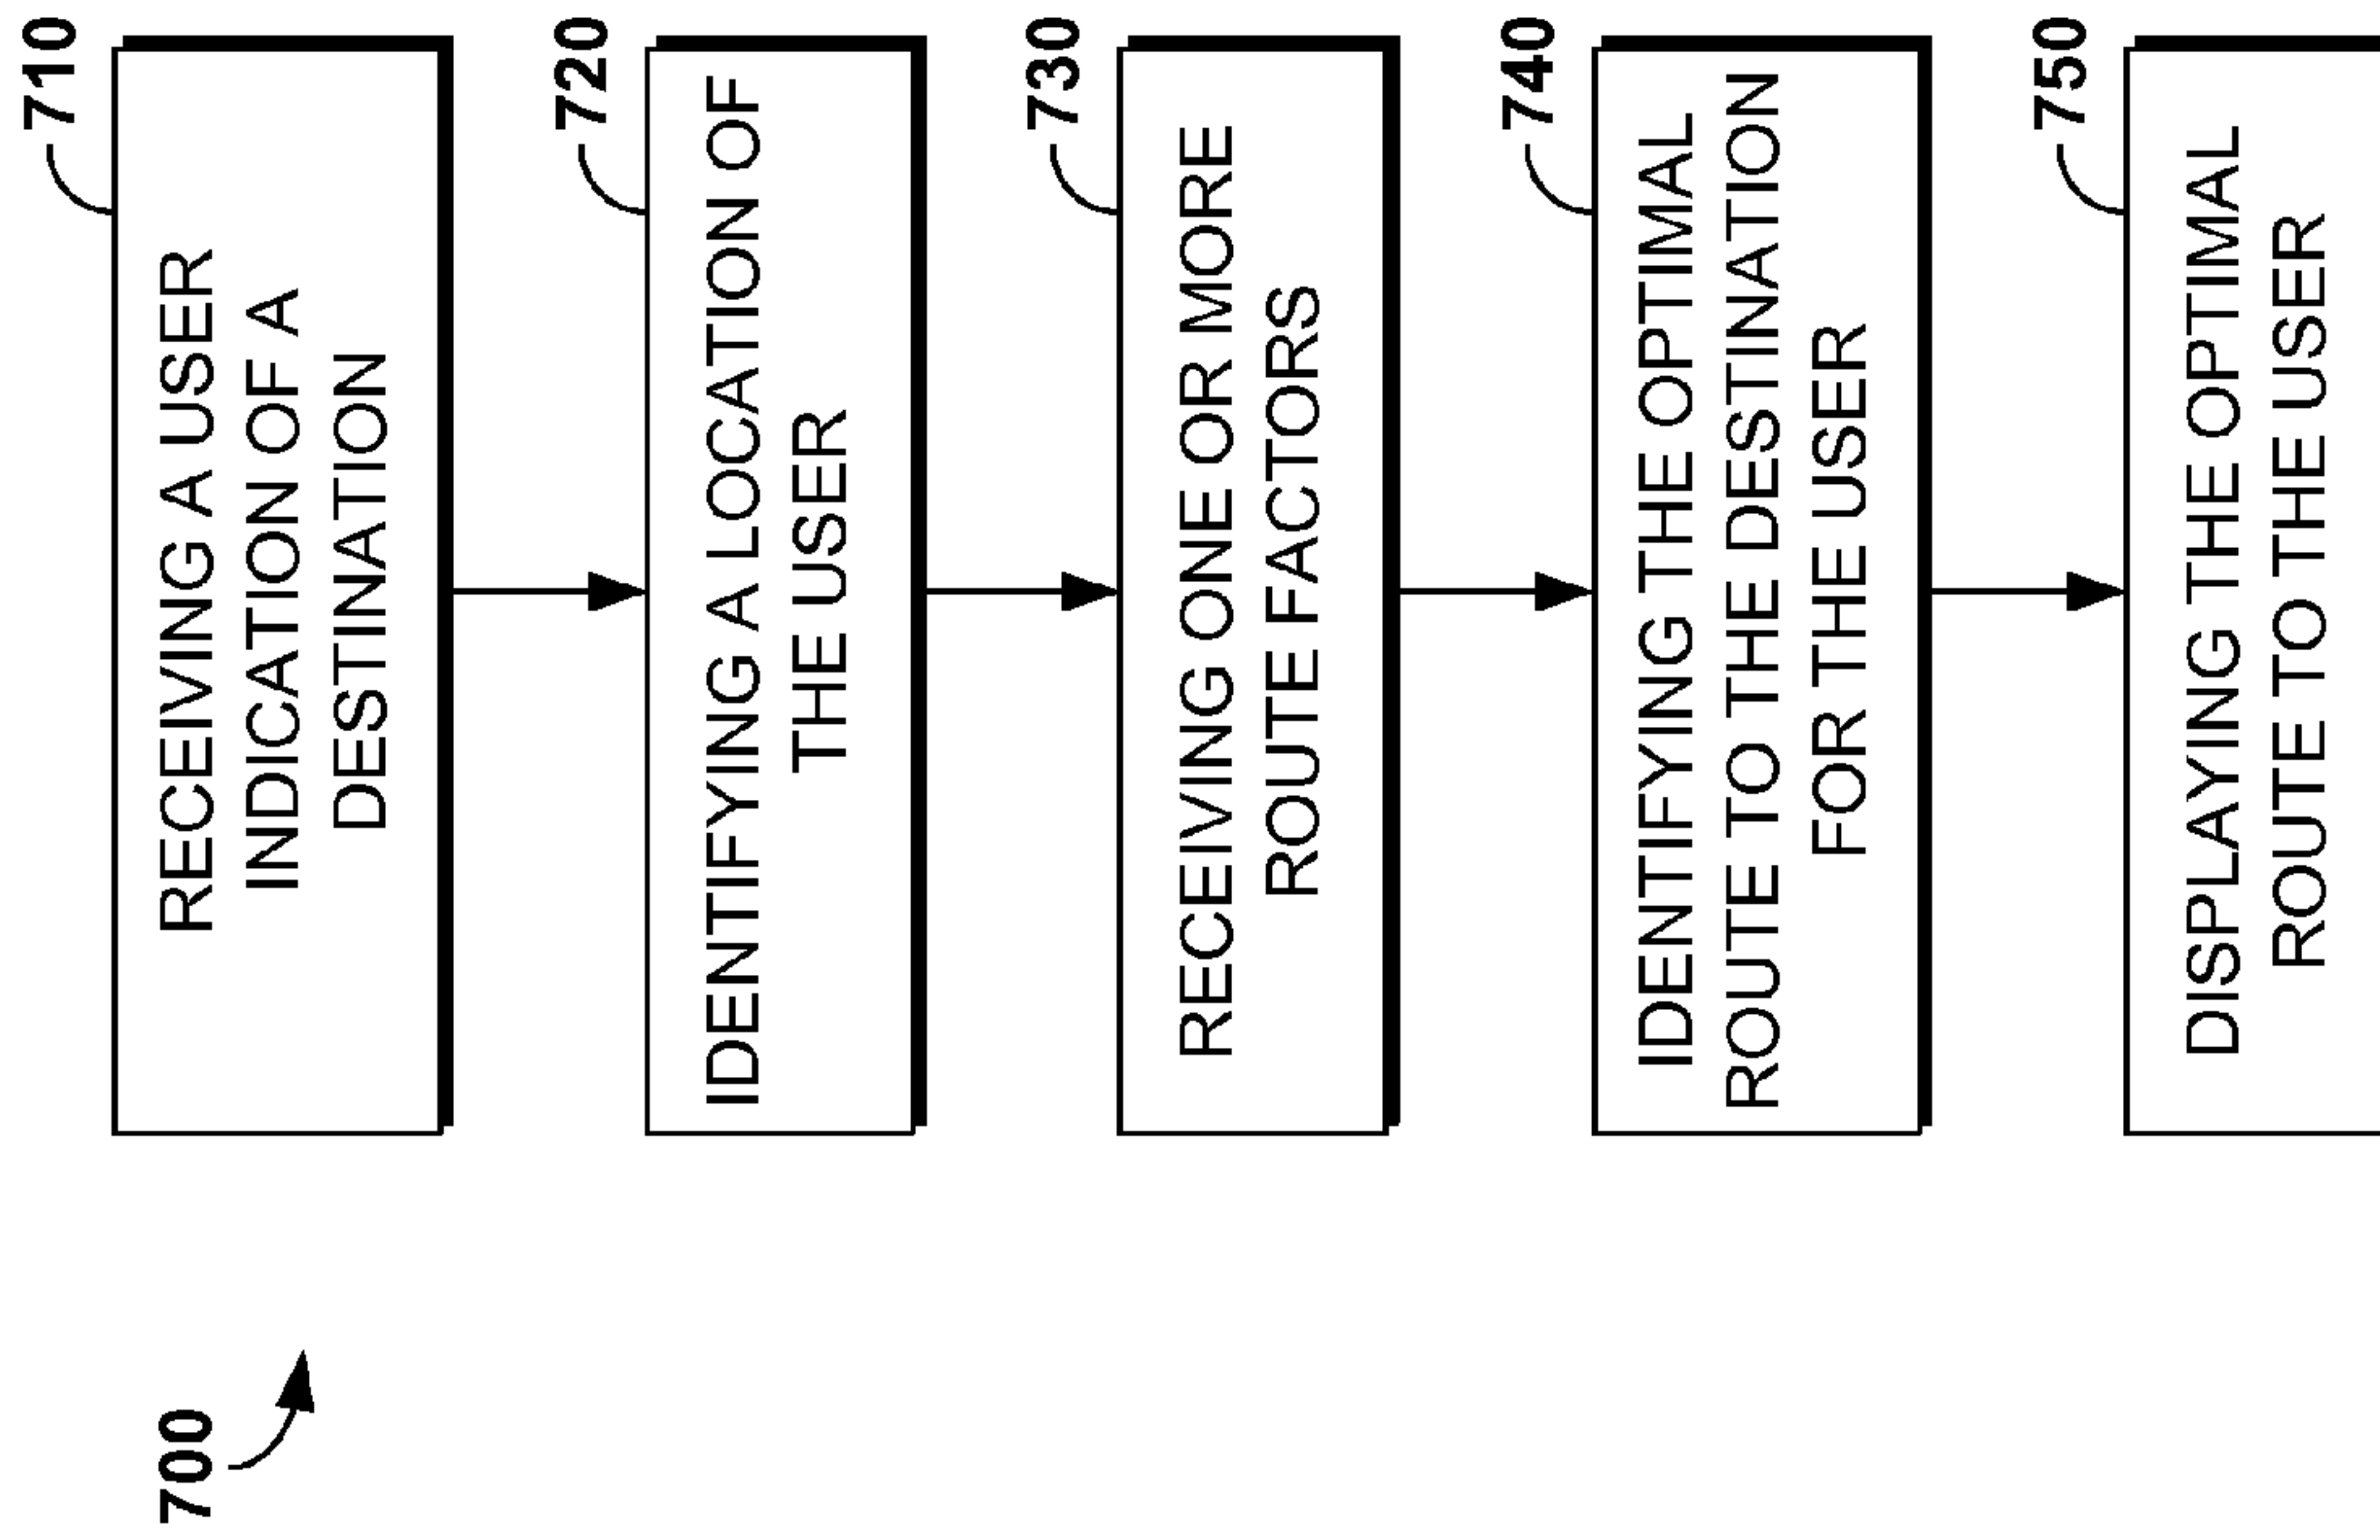 700
710
RECEIVING A USER
INDICATION OF A
DESTINATION
720
IDENTIFYING A LOCATION OF
THE USER
730
RECEIVING ONE OR MORE
ROUTE FACTORS
740
IDENTIFYING THE OPTIMAL
ROUTE TO THE DESTINATION
FOR THE USER
750
DISPLAYING THE OPTIMAL
ROUTE TO THE USER